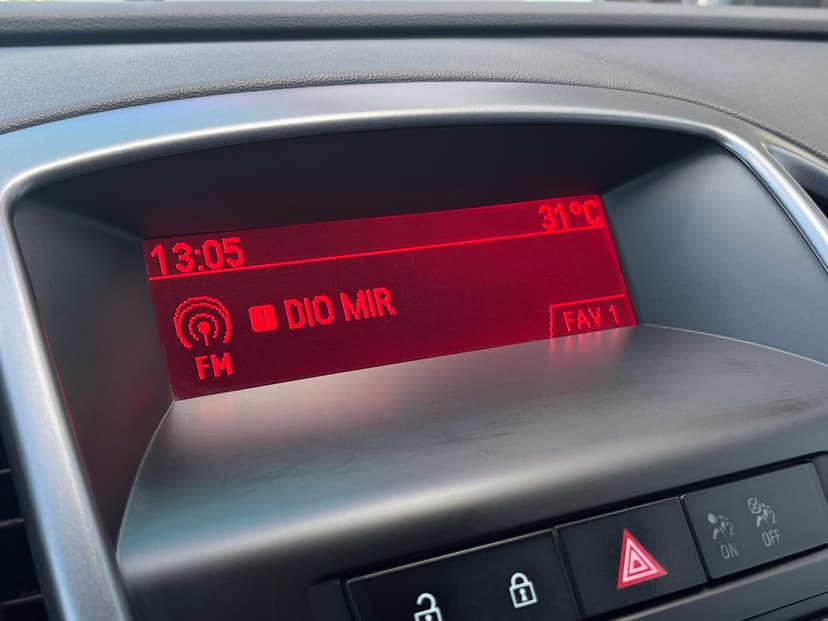 13:05 31°C
1 DIO MIR
FM
FAV 1
2 ON
2 OFF